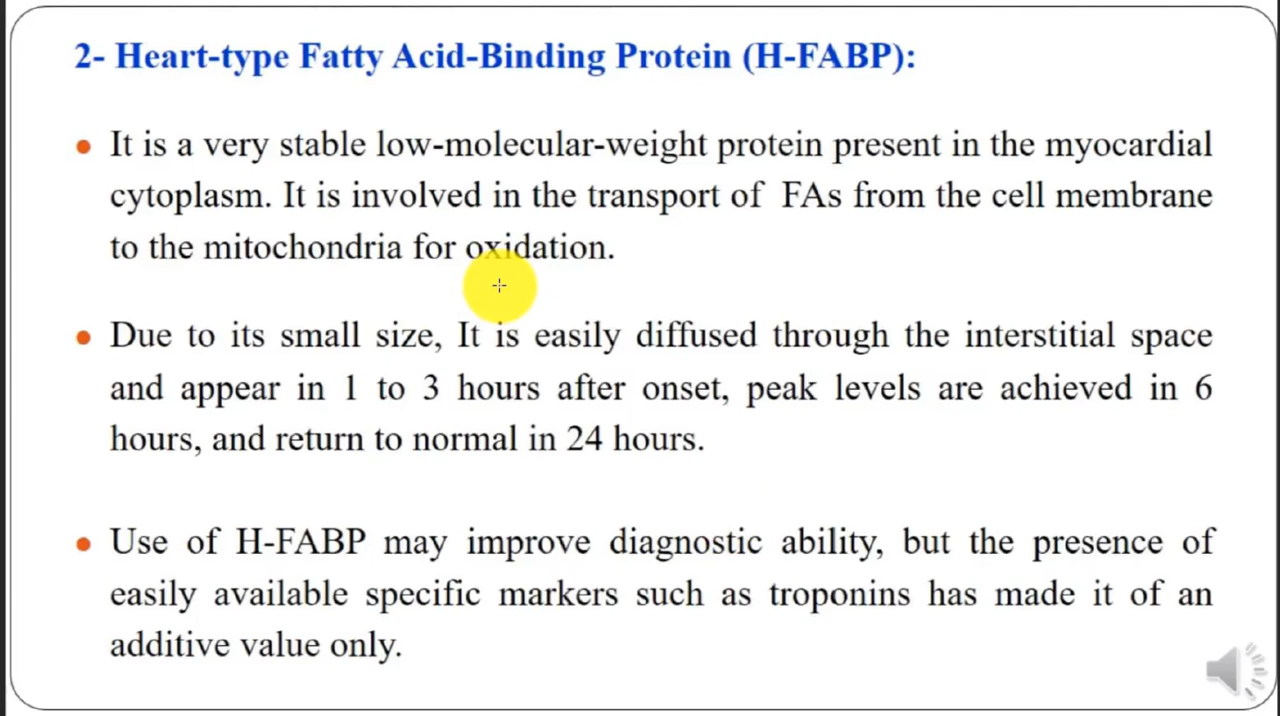 2- Heart-type Fatty Acid-Binding Protein (H-FABP):
• It is a very stable low-molecular-weight protein present in the myocardial
cytoplasm. It is involved in the transport of FAs from the cell membrane
to the mitochondria for oxidation.
• Due to its small size, It is easily diffused through the interstitial space
and appear in 1 to 3 hours after onset, peak levels are achieved in 6
hours, and return to normal in 24 hours.
• Use of H-FABP may improve diagnostic ability, but the presence of
easily available specific markers such as troponins has made it of an
additive value only.